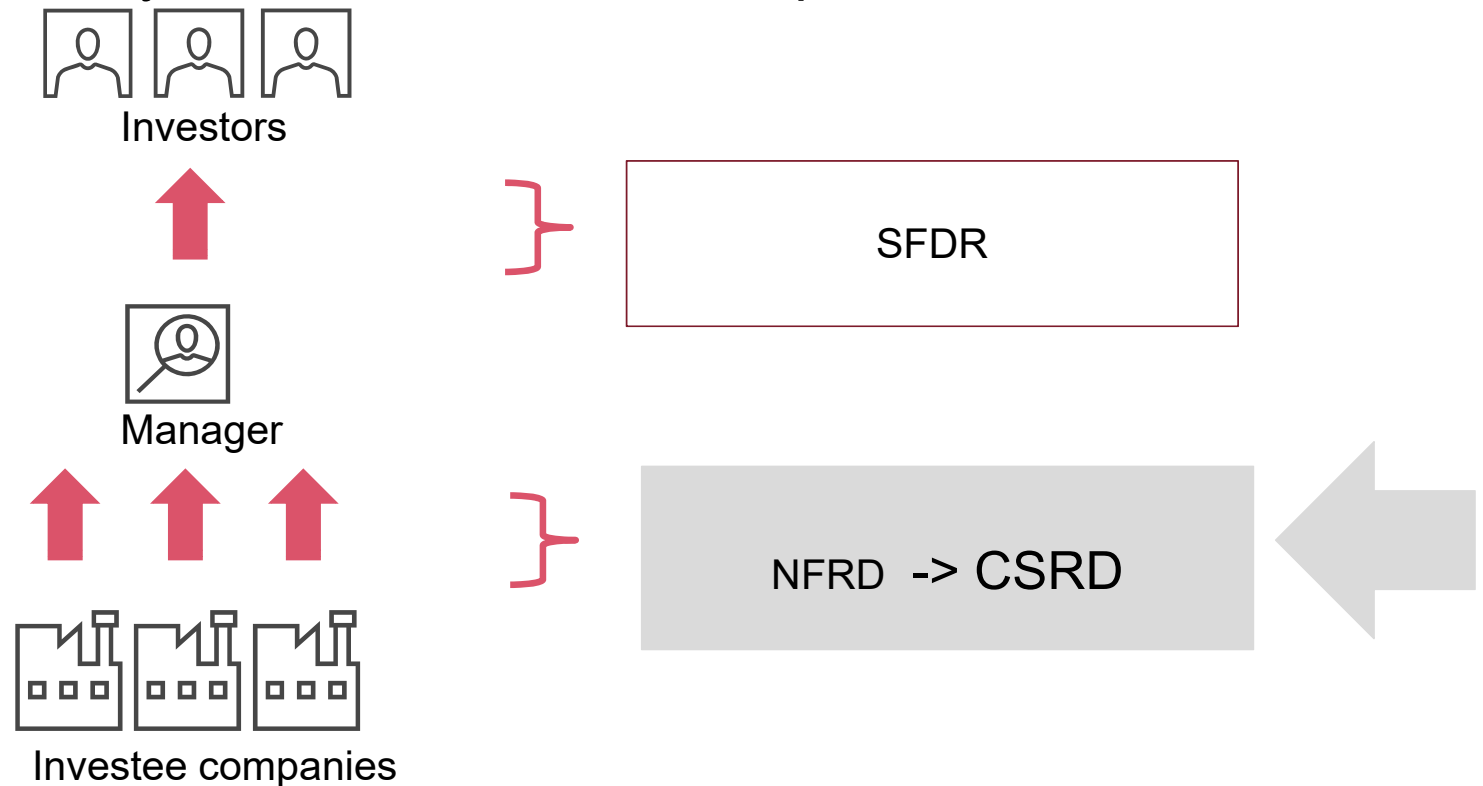 Investors
SFDR
Manager
NFRD -> CSRD
Investee companies